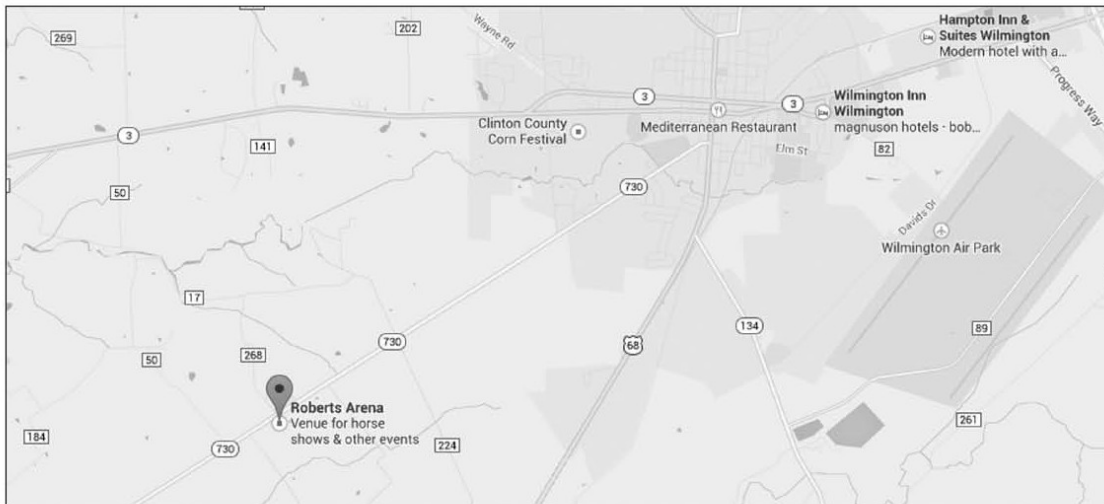 Hampton Inn &
Suites Wilmington
Modern hotel with a...
202
269
Wayne Rd
Progress Way
3
3
Wilmington Inn
Wilmington
magnuson hotels - bob...
Clinton County
Corn Festival
Mediterranean Restaurant
3
141
Elm St
82
50
730
Davids Dr
Wilmington Air Park
17
134
89
730
68
50
268
Roberts Arena
Venue for horse
shows & other events
184
730
224
261